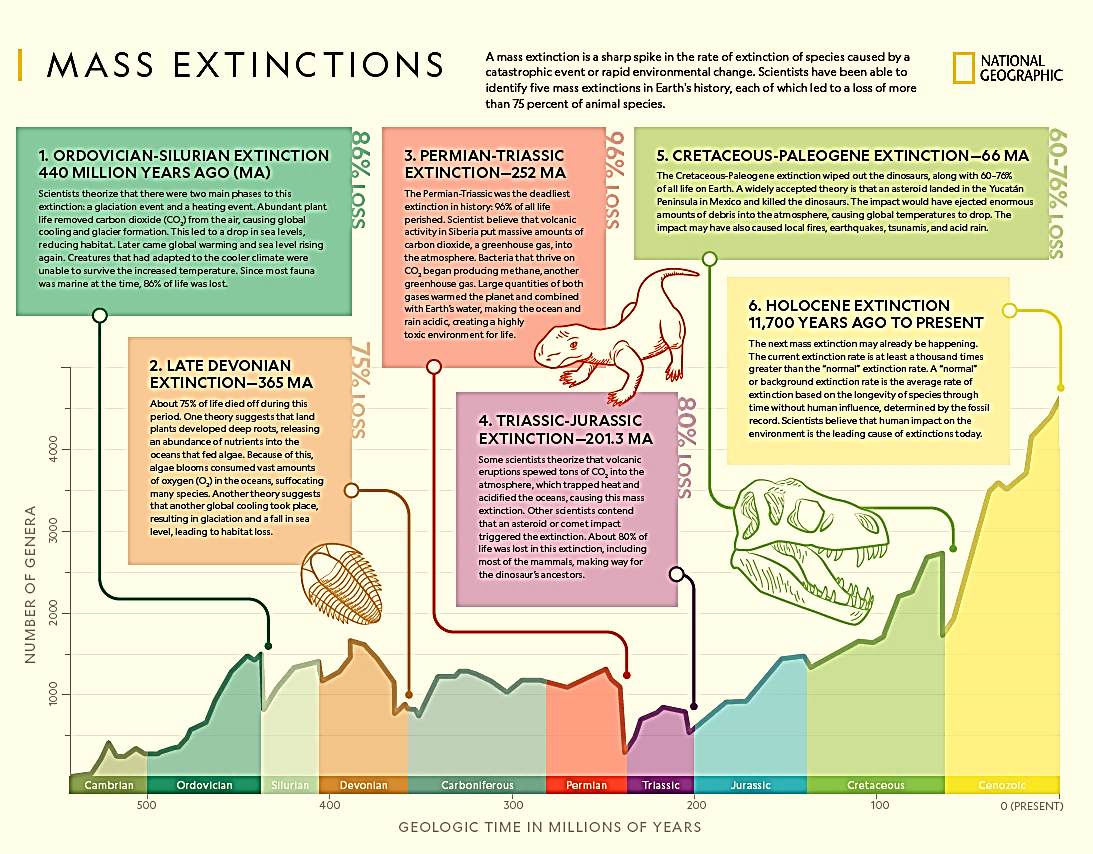 MASS EXTINCTIONS
A mass extinction is a sharp spike in the rate of extinction of species caused by a
catastrophic event or rapid environmental change. Scientists have been able to
identify five mass extinctions in Earth's history, each of which led to a loss of more
than 75 percent of animal species.
NATIONAL
GEOGRAPHIC
1. ORDOVICIAN-SILURIAN EXTINCTION
440 MILLION YEARS AGO (MA)
Scientists theorize that there were two main phases to this
extinction: a glaciation event and a heating event. Abundant plant
life removed carbon dioxide (CO₂) from the air, causing global
cooling and glacier formation. This led to a drop in sea levels,
reducing habitat. Later came global warming and sea level rising
again. Creatures that had adapted to the cooler climate were
unable to survive the increased temperature. Since most fauna
was marine at the time, 86% of life was lost.
86% LOSS
3. PERMIAN-TRIASSIC
EXTINCTION—252 MA
The Permian-Triassic was the deadliest
extinction in history: 96% of all life
perished. Scientist believe that volcanic
activity in Siberia put massive amounts of
carbon dioxide, a greenhouse gas, into
the atmosphere. Bacteria that thrive on
CO₂ began producing methane, another
greenhouse gas. Large quantities of both
gases warmed the planet and combined
with Earth's water, making the ocean and
rain acidic, creating a highly
toxic environment for life.
96% LOSS
5. CRETACEOUS-PALEOGENE EXTINCTION—66 MA
The Cretaceous-Paleogene extinction wiped out the dinosaurs, along with 60-76%
of all life on Earth. A widely accepted theory is that an asteroid landed in the Yucatán
Peninsula in Mexico and killed the dinosaurs. The impact would have ejected enormous
amounts of debris into the atmosphere, causing global temperatures to drop. The
impact may have also caused local fires, earthquakes, tsunamis, and acid rain.
60-76% LOSS
2. LATE DEVONIAN
EXTINCTION—365 MA
About 75% of life died off during this
period. One theory suggests that land
plants developed deep roots, releasing
an abundance of nutrients into the
oceans that fed algae. Because of this,
algae blooms consumed vast amounts
of oxygen (O₂) in the oceans, suffocating
many species. Another theory suggests
that another global cooling took place,
resulting in glaciation and a fall in sea
level, leading to habitat loss.
75% LOSS
4. TRIASSIC-JURASSIC
EXTINCTION—201.3 MA
Some scientists theorize that volcanic
eruptions spewed tons of CO₂ into the
atmosphere, which trapped heat and
acidified the oceans, causing this mass
extinction. Other scientists contend
that an asteroid or comet impact
triggered the extinction. About 80% of
life was lost in this extinction, including
most of the mammals, making way for
the dinosaur's ancestors.
80% LOSS
6. HOLOCENE EXTINCTION
11,700 YEARS AGO TO PRESENT
The next mass extinction may already be happening.
The current extinction rate is at least a thousand times
greater than the "normal" extinction rate. A "normal"
or background extinction rate is the average rate of
extinction based on the longevity of species through
time without human influence, determined by the fossil
record. Scientists believe that human impact on the
environment is the leading cause of extinctions today.
NUMBER OF GENERA
4000
3000
2000
1000
Cambrian Ordovician Silurian Devonian Carboniferous Permian Triassic Jurassic Cretaceous Cenozoic
500 400 300 200 100 0 (PRESENT)
GEOLOGIC TIME IN MILLIONS OF YEARS